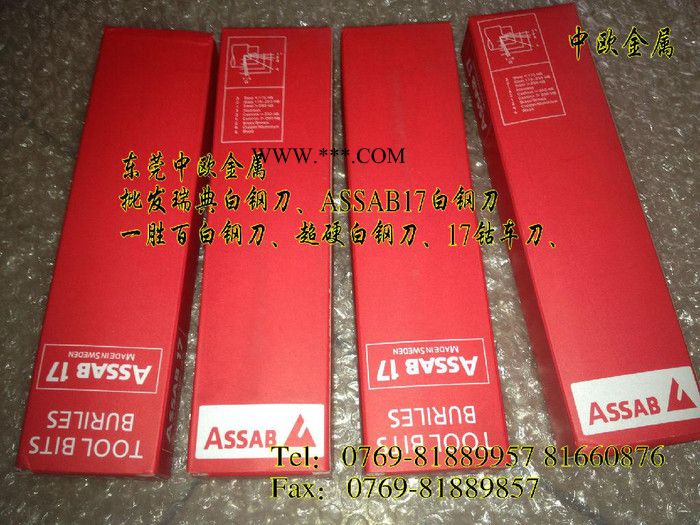 中欧金属
WWW.***.COM
东莞中欧金属
批发瑞典白钢刀、ASSAB17白钢刀
一胜百白钢刀、超硬白钢刀、17钴车刀、
ASSAB 17
MADE IN SWEDEN
TOOL BITS
BURILES
ASSAB 17
ASSAB
ASSAB 17
MADE IN SWEDEN
TOOL BITS
BURILES
ASSAB
Tel：0769-81889957 81660876
Fax：0769-81889857